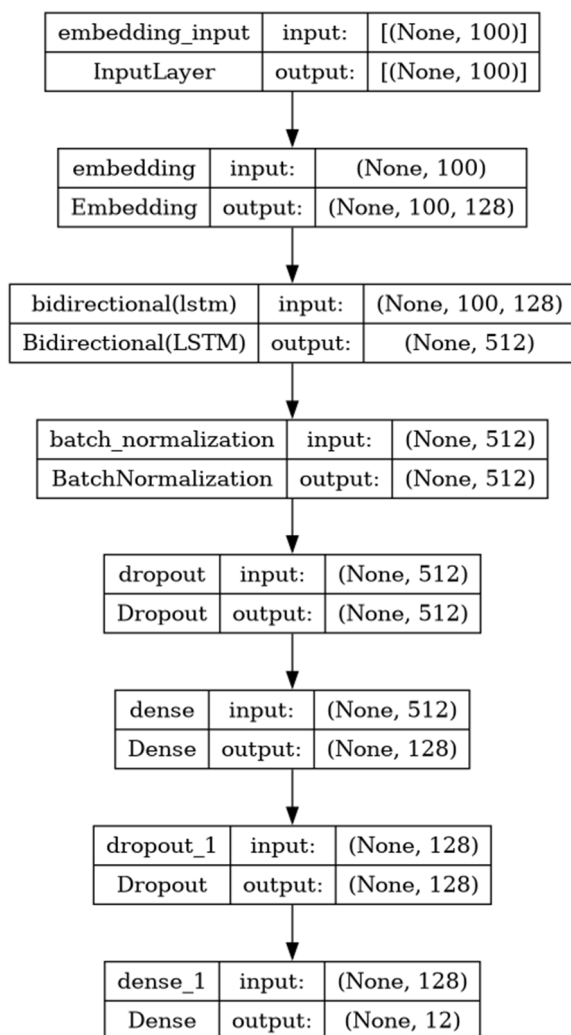 embedding_input input: [(None, 100)]
InputLayer output: [(None, 100)]
embedding input: (None, 100)
Embedding output: (None, 100, 128)
bidirectional(lstm) input: (None, 100, 128)
Bidirectional(LSTM) output: (None, 512)
batch_normalization input: (None, 512)
BatchNormalization output: (None, 512)
dropout input: (None, 512)
Dropout output: (None, 512)
dense input: (None, 512)
Dense output: (None, 128)
dropout_1 input: (None, 128)
Dropout output: (None, 128)
dense_1 input: (None, 128)
Dense output: (None, 12)